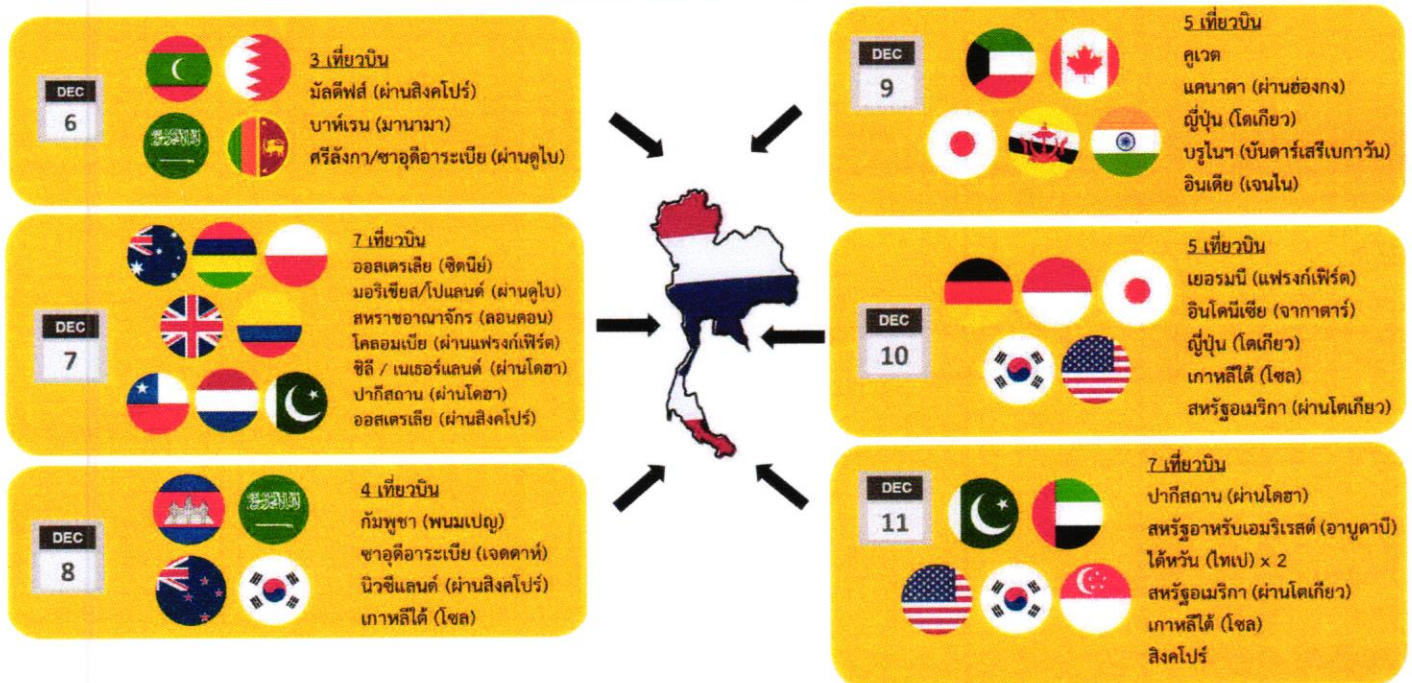 DEC
6
3 เที่ยวบิน
มัลดีฟส์ (ผ่านสิงคโปร์)
บาห์เรน (มานามา)
ศรีลังกา/ซาอุดีอาระเบีย (ผ่านดูไบ)
DEC
7
7 เที่ยวบิน
ออสเตรเลีย (ซิดนีย์)
มอริเชียส/โปแลนด์ (ผ่านดูไบ)
สหราชอาณาจักร (ลอนดอน)
โคลอมเบีย (ผ่านแฟรงก์เฟิร์ต)
ชิลี / เนเธอร์แลนด์ (ผ่านโดฮา)
ปากีสถาน (ผ่านโดฮา)
ออสเตรเลีย (ผ่านสิงคโปร์)
DEC
8
4 เที่ยวบิน
กัมพูชา (พนมเปญ)
ซาอุดีอาระเบีย (เจดดาห์)
นิวซีแลนด์ (ผ่านสิงคโปร์)
เกาหลีใต้ (โซล)
DEC
9
5 เที่ยวบิน
คูเวต
แคนาดา (ผ่านฮ่องกง)
ญี่ปุ่น (โตเกียว)
บรูไนฯ (บันดาร์เสรีเบกาวัน)
อินเดีย (เจนไน)
DEC
10
5 เที่ยวบิน
เยอรมนี (แฟรงก์เฟิร์ต)
อินโดนีเซีย (จากาตาร์)
ญี่ปุ่น (โตเกียว)
เกาหลีใต้ (โซล)
สหรัฐอเมริกา (ผ่านโตเกียว)
DEC
11
7 เที่ยวบิน
ปากีสถาน (ผ่านโดฮา)
สหรัฐอาหรับเอมริเรสต์ (อาบูดาบี)
ไต้หวัน (ไทเป) x 2
สหรัฐอเมริกา (ผ่านโตเกียว)
เกาหลีใต้ (โซล)
สิงคโปร์